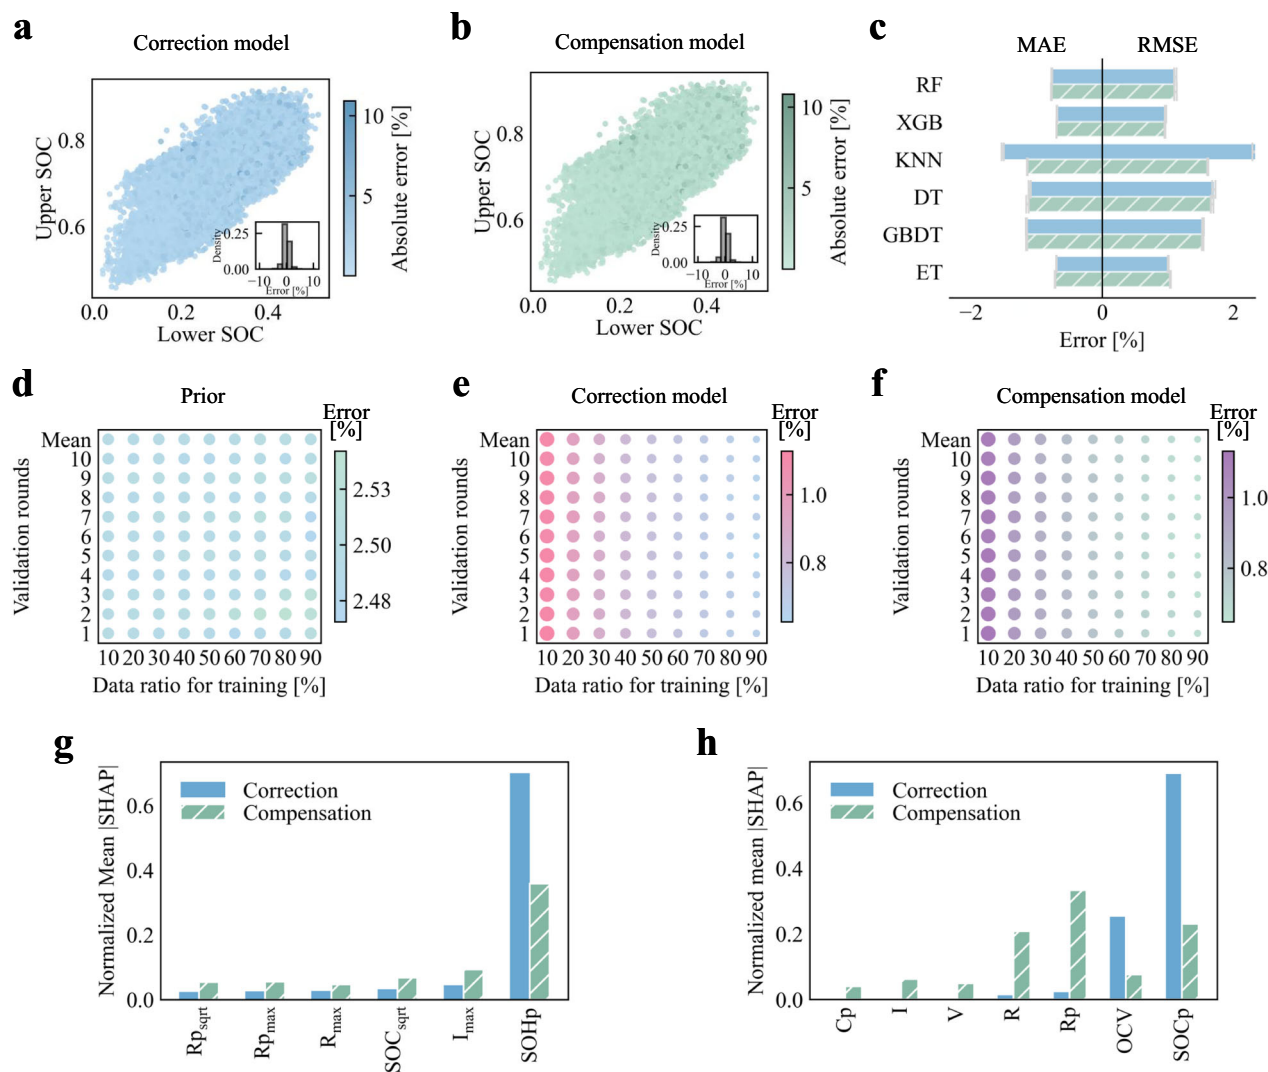 a
Correction model
Upper SOC
0.8
0.6
0.0
0.2
0.4
Lower SOC
Density
0.25
0.00
−10
0
10
Error [%]
10
5
Absolute error [%]
b
Compensation model
Upper SOC
0.8
0.6
0.0
0.2
0.4
Lower SOC
Density
0.25
0.00
−10
0
10
Error [%]
10
5
Absolute error [%]
c
MAE
RMSE
RF
XGB
KNN
DT
GBDT
ET
−2
0
2
Error [%]
d
Prior
Error
[%]
Validation rounds
Mean
10
9
8
7
6
5
4
3
2
1
10 20 30 40 50 60 70 80 90
Data ratio for training [%]
2.53
2.50
2.48
e
Correction model
Error
[%]
Validation rounds
Mean
10
9
8
7
6
5
4
3
2
1
10 20 30 40 50 60 70 80 90
Data ratio for training [%]
1.0
0.8
f
Compensation model
Error
[%]
Validation rounds
Mean
10
9
8
7
6
5
4
3
2
1
10 20 30 40 50 60 70 80 90
Data ratio for training [%]
1.0
0.8
g
Normalized Mean |SHAP|
Correction
Compensation
0.6
0.4
0.2
0.0
Rpsqrt
Rpmax
Rmax
SOCsqrt
Imax
SOHp
h
Normalized mean |SHAP|
Correction
Compensation
0.6
0.4
0.2
0.0
Cp
I
V
R
Rp
OCV
SOCp